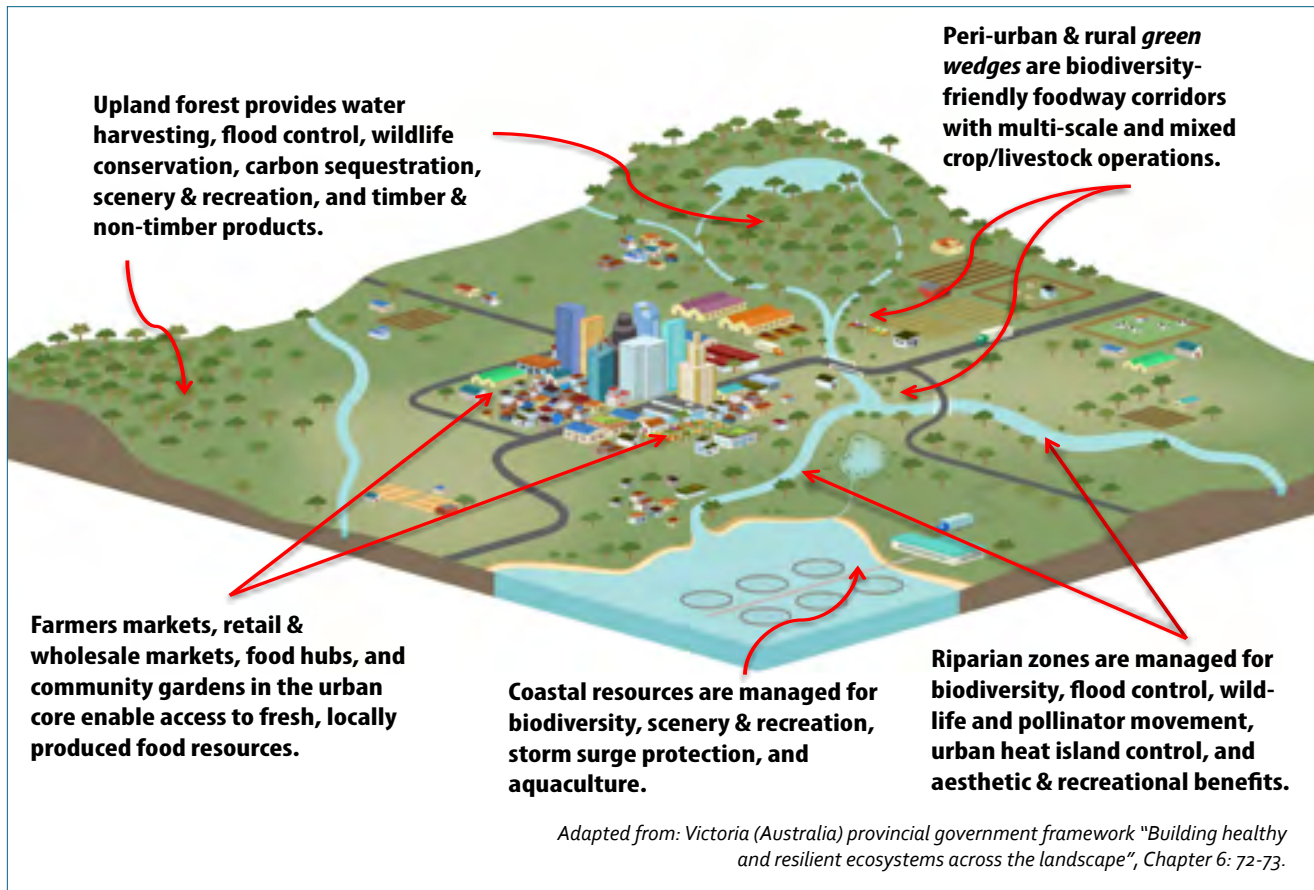 Peri-urban & rural green
wedges are biodiversity-
friendly foodway corridors
with multi-scale and mixed
crop/livestock operations.
Upland forest provides water
harvesting, flood control, wildlife
conservation, carbon sequestration,
scenery & recreation, and timber &
non-timber products.
Farmers markets, retail &
wholesale markets, food hubs, and
community gardens in the urban
core enable access to fresh, locally
produced food resources.
Coastal resources are managed for
biodiversity, scenery & recreation,
storm surge protection, and
aquaculture.
Riparian zones are managed for
biodiversity, flood control, wild-
life and pollinator movement,
urban heat island control, and
aesthetic & recreational benefits.
Adapted from: Victoria (Australia) provincial government framework "Building healthy
and resilient ecosystems across the landscape", Chapter 6: 72-73.